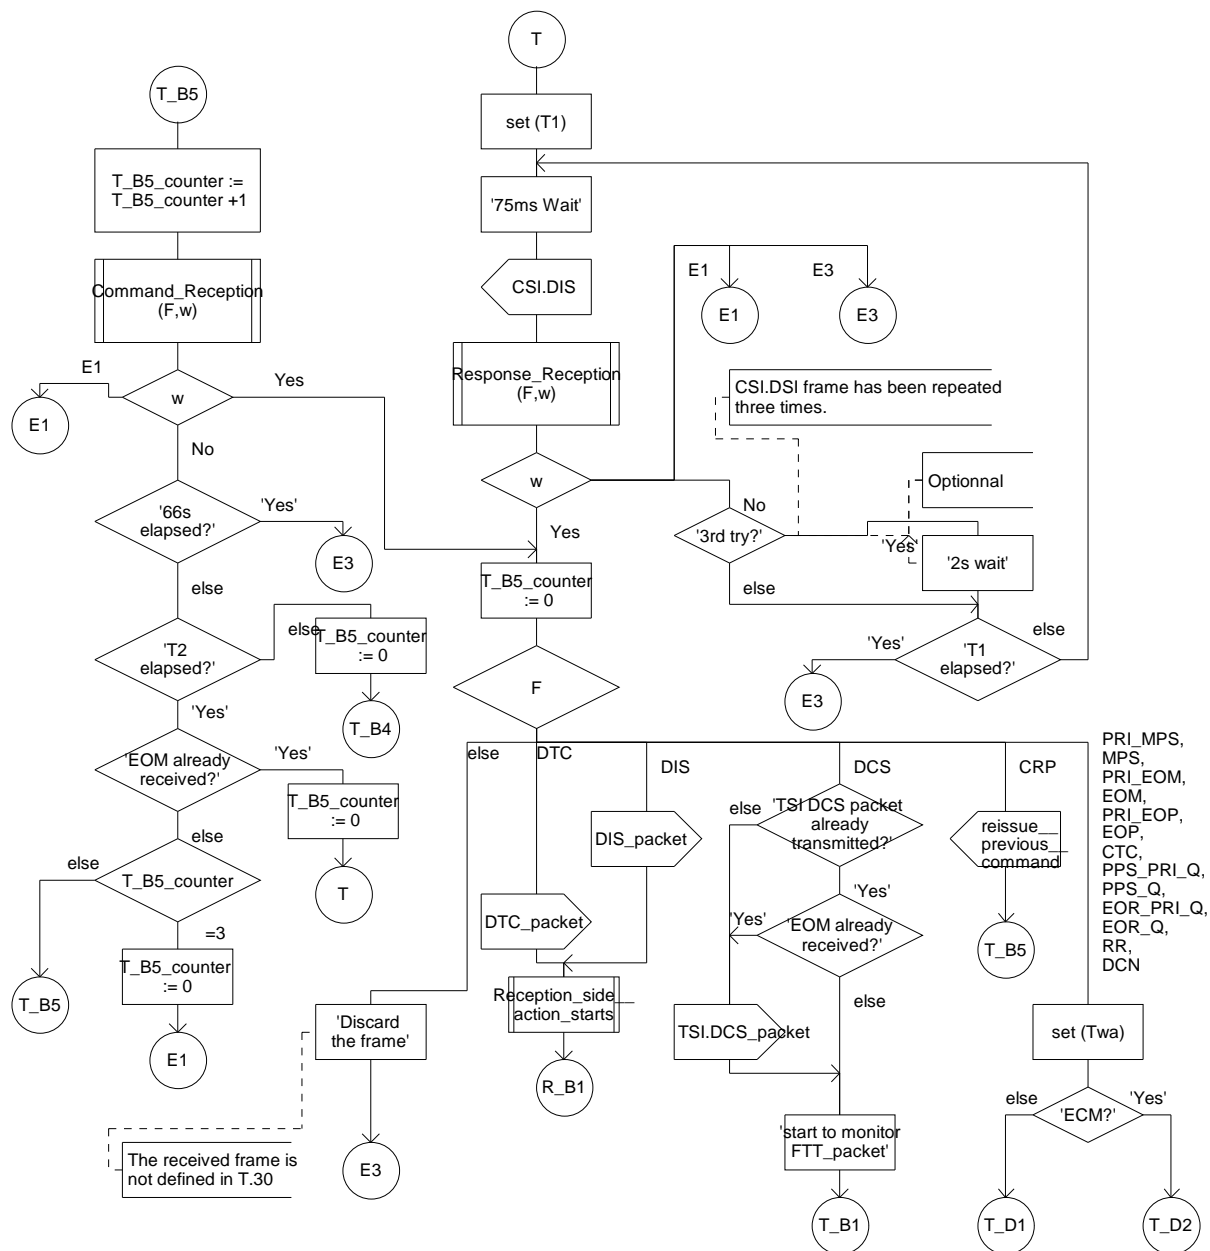 T
T_B5
set (T1)
T_B5_counter :=
T_B5_counter +1
'75ms Wait'
Command_Reception
(F,w)
CSI.DIS
E1
E3
E1
E3
Response_Reception
(F,w)
E1
Yes
w
E1
CSI.DSI frame has been repeated
three times.
No
w
Optionnal
'66s
elapsed?'
'Yes'
E3
Yes
No
'3rd try?'
'Yes'
'2s wait'
else
T_B5_counter
:= 0
else
'T2
elapsed?'
else
T_B5_counter
:= 0
T_B4
F
'Yes'
'T1
elapsed?'
else
E3
'Yes'
'EOM already
received?'
'Yes'
T_B5_counter
:= 0
T
else
else
T_B5_counter
=3
T_B5_counter
:= 0
T_B5
E1
else
DTC
DIS
DCS
CRP
PRI_MPS,
MPS,
PRI_EOM,
EOM,
PRI_EOP,
EOP,
CTC,
PPS_PRI_Q,
PPS_Q,
EOR_PRI_Q,
EOR_Q,
RR,
DCN
DIS_packet
else
'TSI DCS packet
already
transmitted?'
reissue__
previous__
command
DTC_packet
'Yes'
'Yes'
'EOM already
received?'
T_B5
Reception_side__
action_starts
else
'Discard
the frame'
TSI.DCS_packet
set (Twa)
R_B1
else
'ECM?'
'Yes'
'start to monitor
FTT_packet'
The received frame is
not defined in T.30
E3
T_B1
T_D1
T_D2